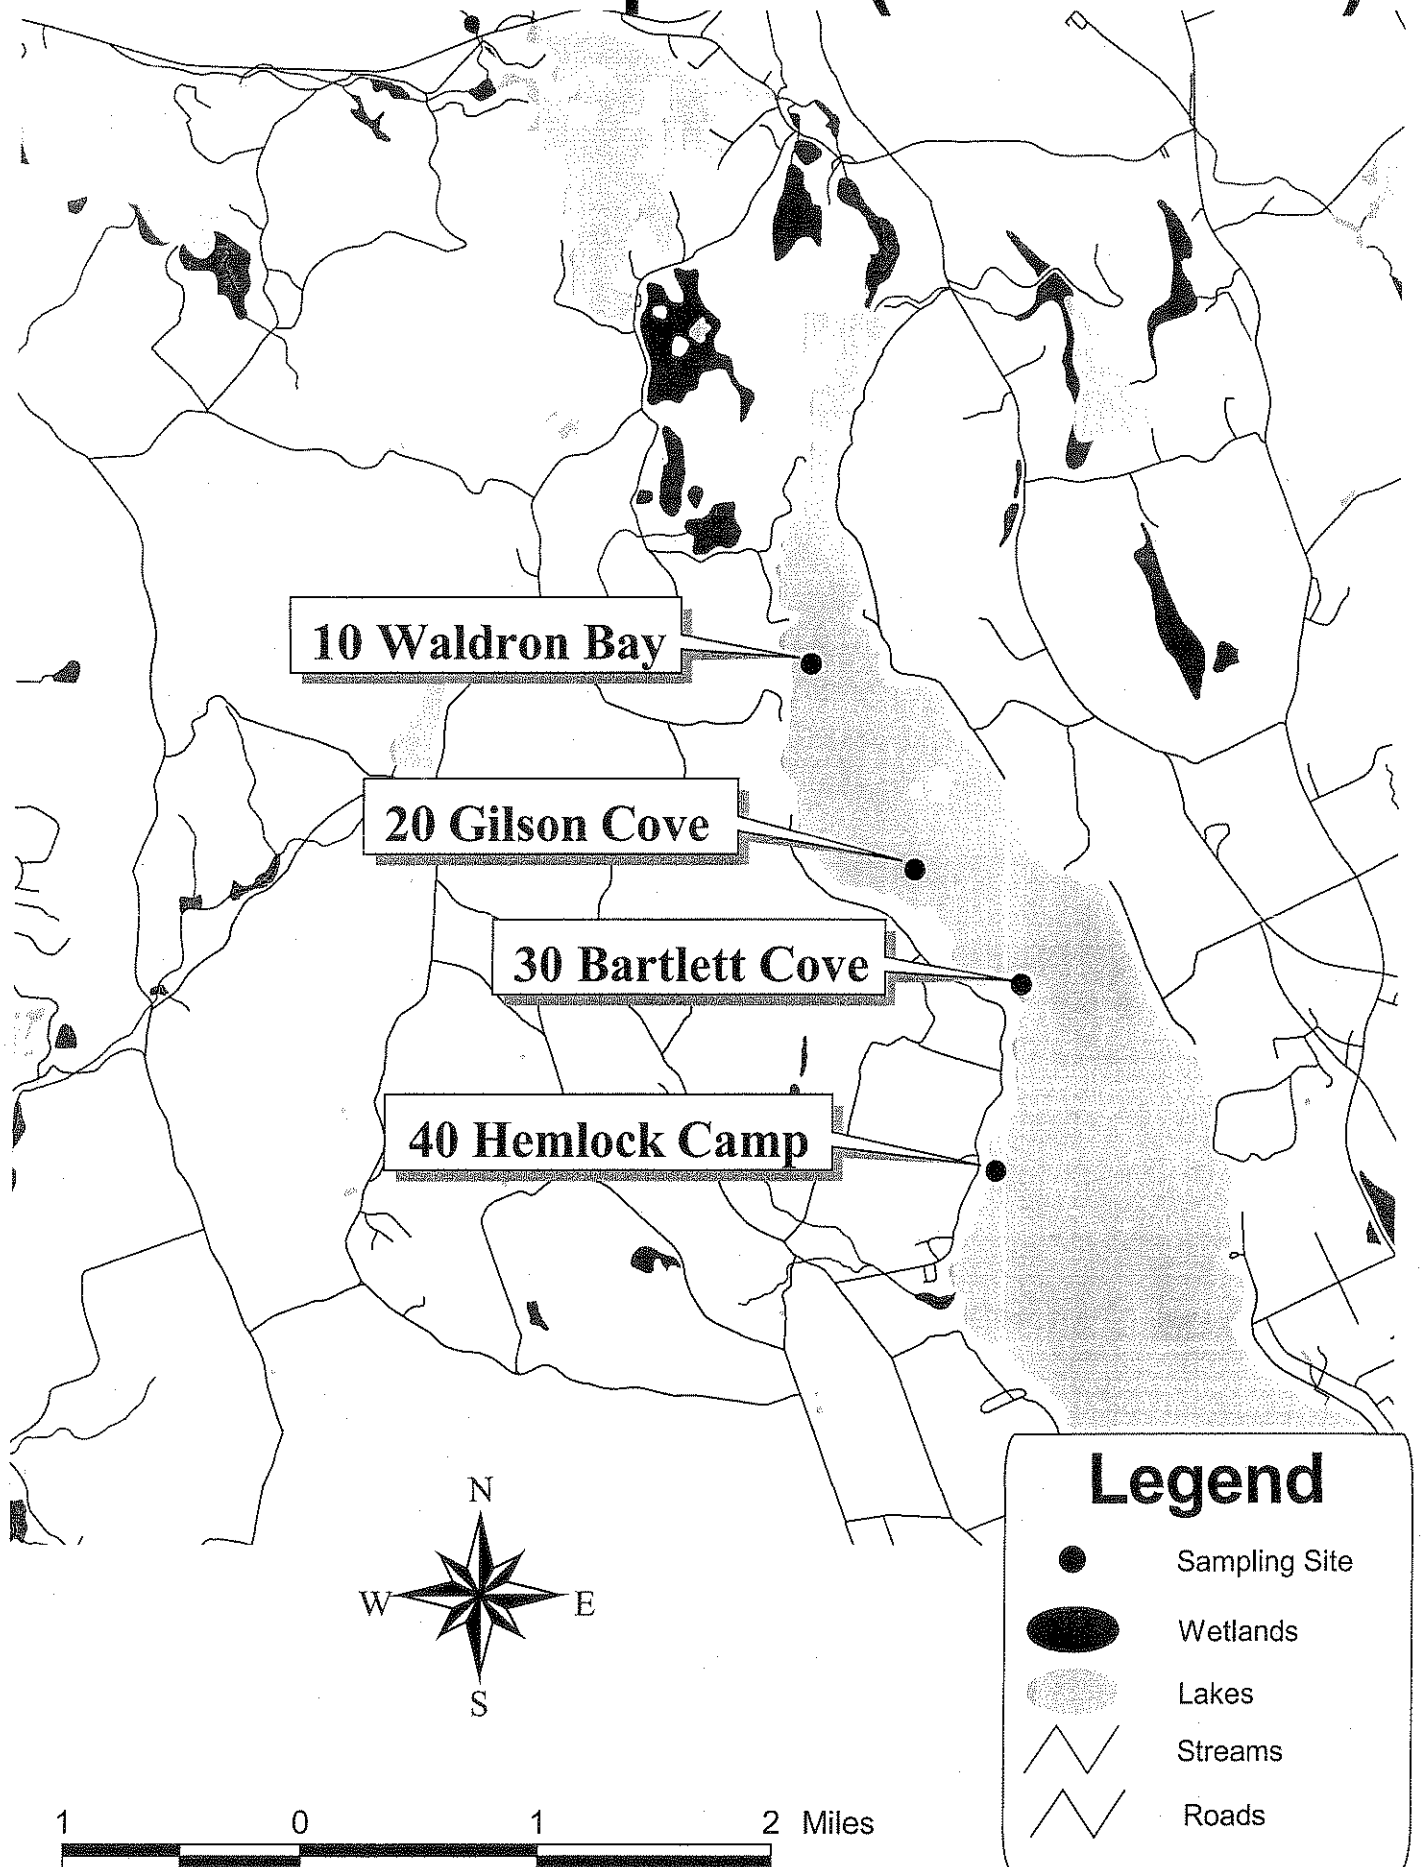 10 Waldron Bay
20 Gilson Cove
30 Bartlett Cove
40 Hemlock Camp
N
W E
S
Legend
Sampling Site
Wetlands
Lakes
Streams
Roads
1 0 1 2 Miles